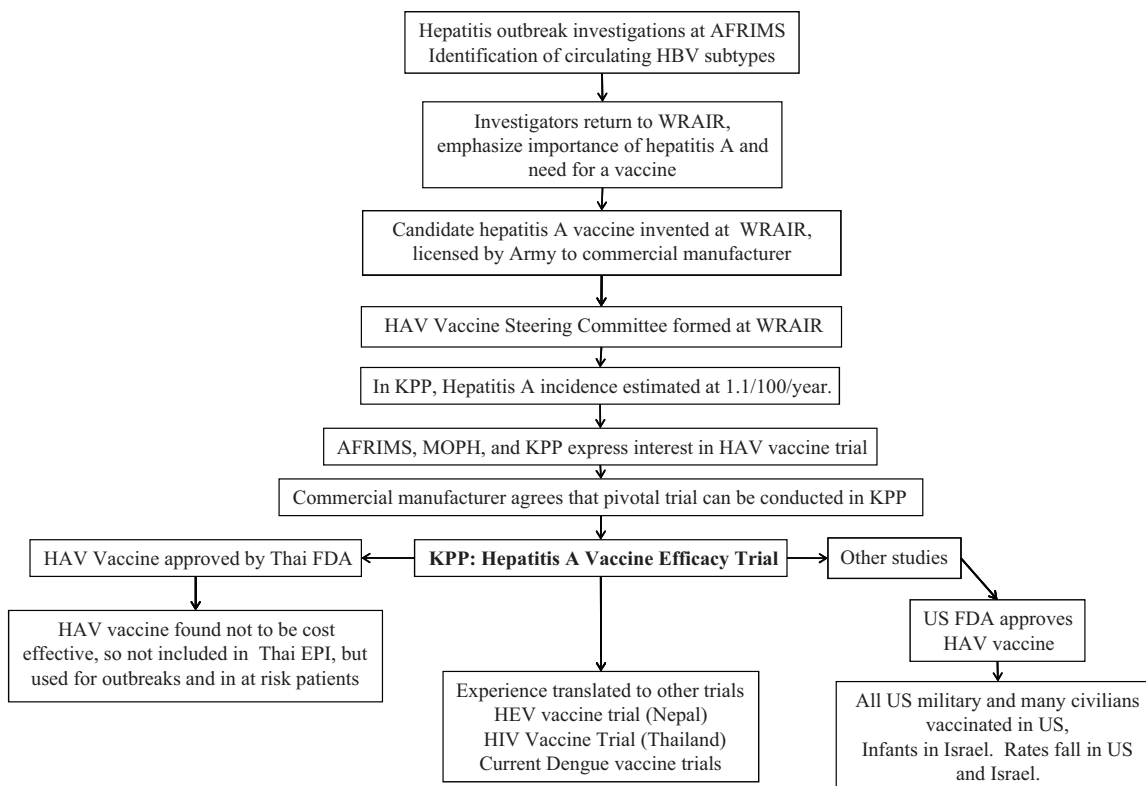 Hepatitis outbreak investigations at AFRIMS
Identification of circulating HBV subtypes
Investigators return to WRAIR,
emphasize importance of hepatitis A and
need for a vaccine
Candidate hepatitis A vaccine invented at WRAIR,
licensed by Army to commercial manufacturer
HAV Vaccine Steering Committee formed at WRAIR
In KPP, Hepatitis A incidence estimated at 1.1/100/year.
AFRIMS, MOPH, and KPP express interest in HAV vaccine trial
Commercial manufacturer agrees that pivotal trial can be conducted in KPP
HAV Vaccine approved by Thai FDA
KPP: Hepatitis A Vaccine Efficacy Trial
Other studies
HAV vaccine found not to be cost
effective, so not included in Thai EPI, but
used for outbreaks and in at risk patients
US FDA approves
HAV vaccine
Experience translated to other trials
HEV vaccine trial (Nepal)
HIV Vaccine Trial (Thailand)
Current Dengue vaccine trials
All US military and many civilians
vaccinated in US,
Infants in Israel. Rates fall in US
and Israel.